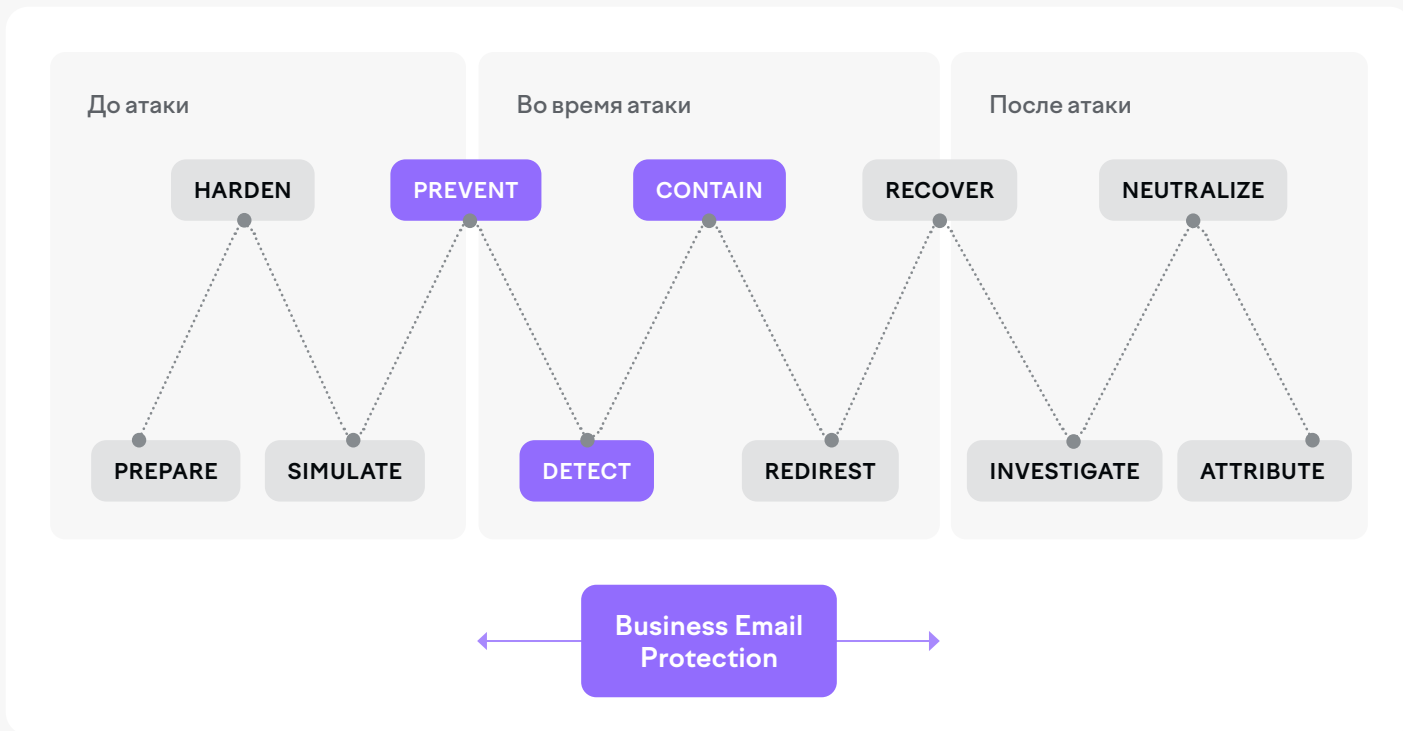 До атаки
Во время атаки
После атаки
HARDEN
PREVENT
CONTAIN
RECOVER
NEUTRALIZE
PREPARE
SIMULATE
DETECT
REDIREST
INVESTIGATE
ATTRIBUTE
Business Email
Protection